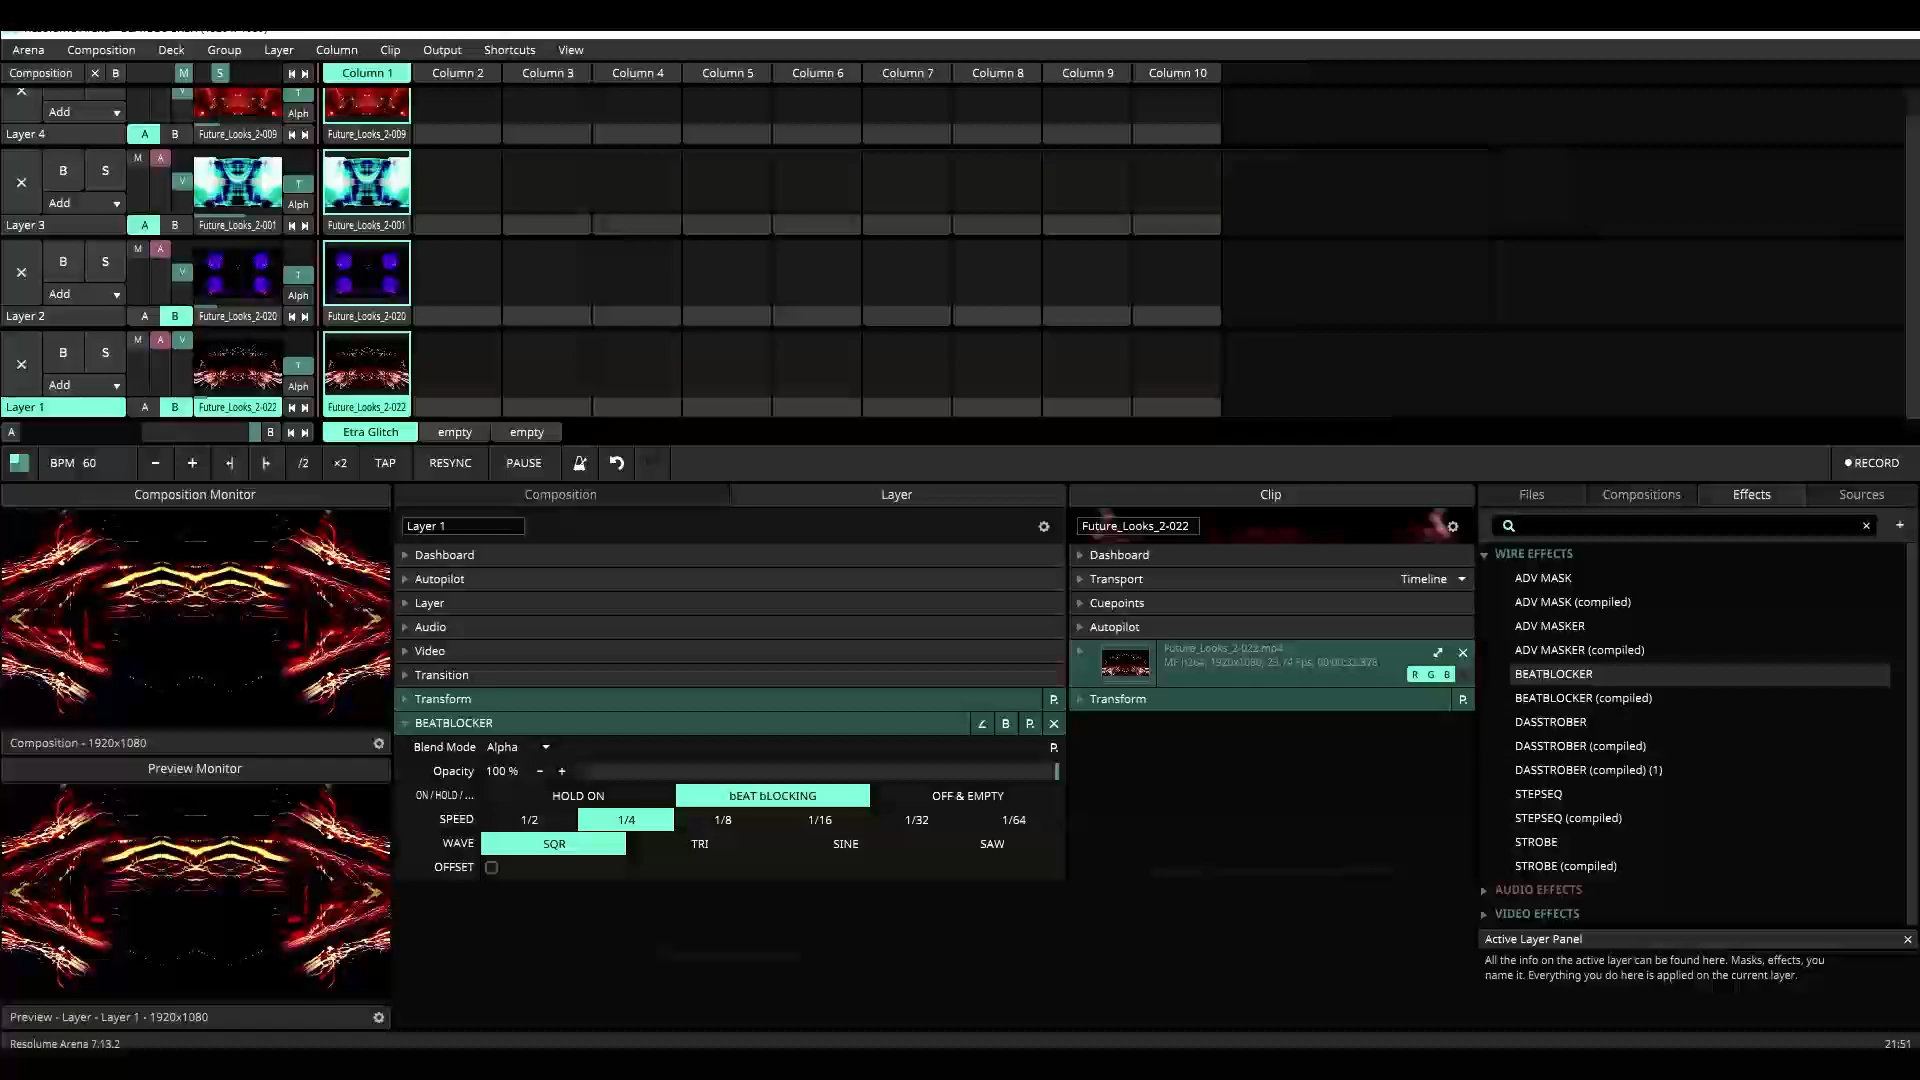 Arena Composition Deck Group Layer Column Clip Output Shortcuts View
Composition × B M S Column 1 Column 2 Column 3 Column 4 Column 5 Column 6 Column 7 Column 8 Column 9 Column 10
V T
Add Alph
Layer 4 A B Future_Looks_2-009 Future_Looks_2-009
M A
B S
V T
Add Alph
Layer 3 A B Future_Looks_2-001 Future_Looks_2-001
M A
B S
V T
Add Alph
Layer 2 A B Future_Looks_2-020 Future_Looks_2-020
M A V
B S
T
Add Alph
Layer 1 A B Future_Looks_2-022 Future_Looks_2-022
A B Etra Glitch empty empty
BPM 60 - + /2 ×2 TAP RESYNC PAUSE RECORD
Composition Monitor
Composition - 1920x1080
Preview Monitor
Preview - Layer - Layer 1 - 1920x1080
Composition Layer
Layer 1
Dashboard
Autopilot
Layer
Audio
Video
Transition
Transform P.
BEATBLOCKER B P.
Blend Mode Alpha P.
Opacity 100 % - +
ON / HOLD / ... HOLD ON bEAT bLOCKING OFF & EMPTY
SPEED 1/2 1/4 1/8 1/16 1/32 1/64
WAVE SQR TRI SINE SAW
OFFSET
Clip
Future_Looks_2-022
Dashboard
Transport Timeline
Cuepoints
Autopilot
Future_Looks_2-022.mp4
R G B
Transform P.
Files Compositions Effects Sources
WIRE EFFECTS
ADV MASK
ADV MASK (compiled)
ADV MASKER
ADV MASKER (compiled)
BEATBLOCKER
BEATBLOCKER (compiled)
DASSTROBER
DASSTROBER (compiled)
DASSTROBER (compiled) (1)
STEPSEQ
STEPSEQ (compiled)
STROBE
STROBE (compiled)
AUDIO EFFECTS
VIDEO EFFECTS
Active Layer Panel
All the info on the active layer can be found here. Masks, effects, you
name it. Everything you do here is applied on the current layer.
Resolume Arena 7.13.2 21:51